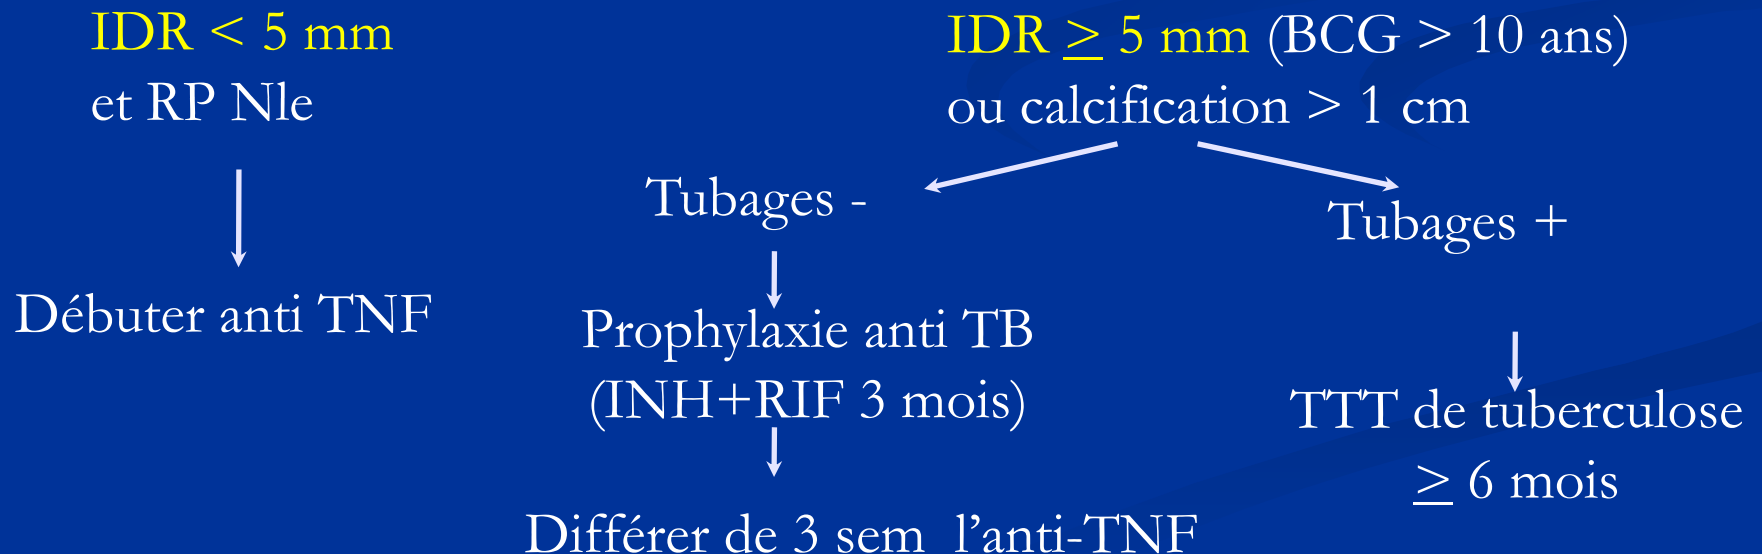 IDR < 5 mm
et RP Nle
Débuter anti TNF
IDR ≥ 5 mm (BCG > 10 ans)
ou calcification > 1 cm
Tubages -
Prophylaxie anti TB
(INH+RIF 3 mois)
Différer de 3 sem l’anti-TNF
Tubages +
TTT de tuberculose
≥ 6 mois